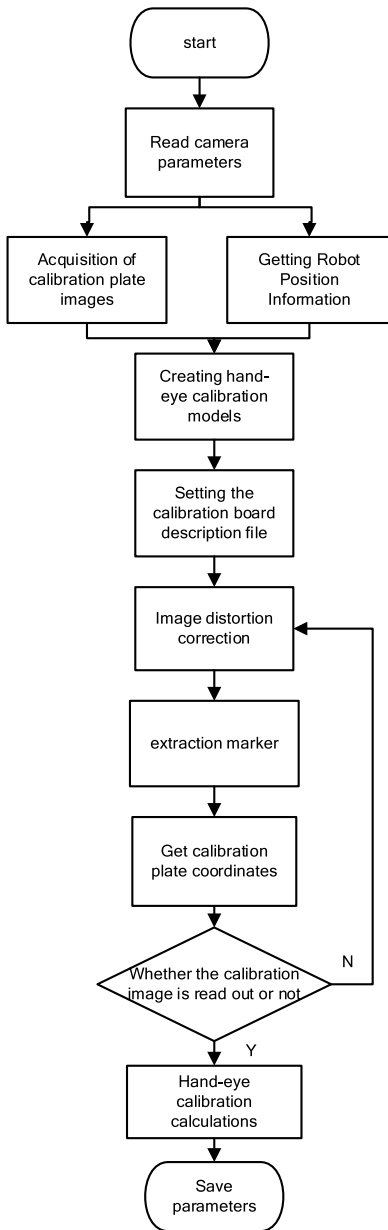 start
Read camera
parameters
Acquisition of
calibration plate
images
Getting Robot
Position
Information
Creating hand-
eye calibration
models
Setting the
calibration board
description file
Image distortion
correction
extraction marker
Get calibration
plate coordinates
Whether the calibration
image is read out or not
N
Y
Hand-eye
calibration
calculations
Save
parameters